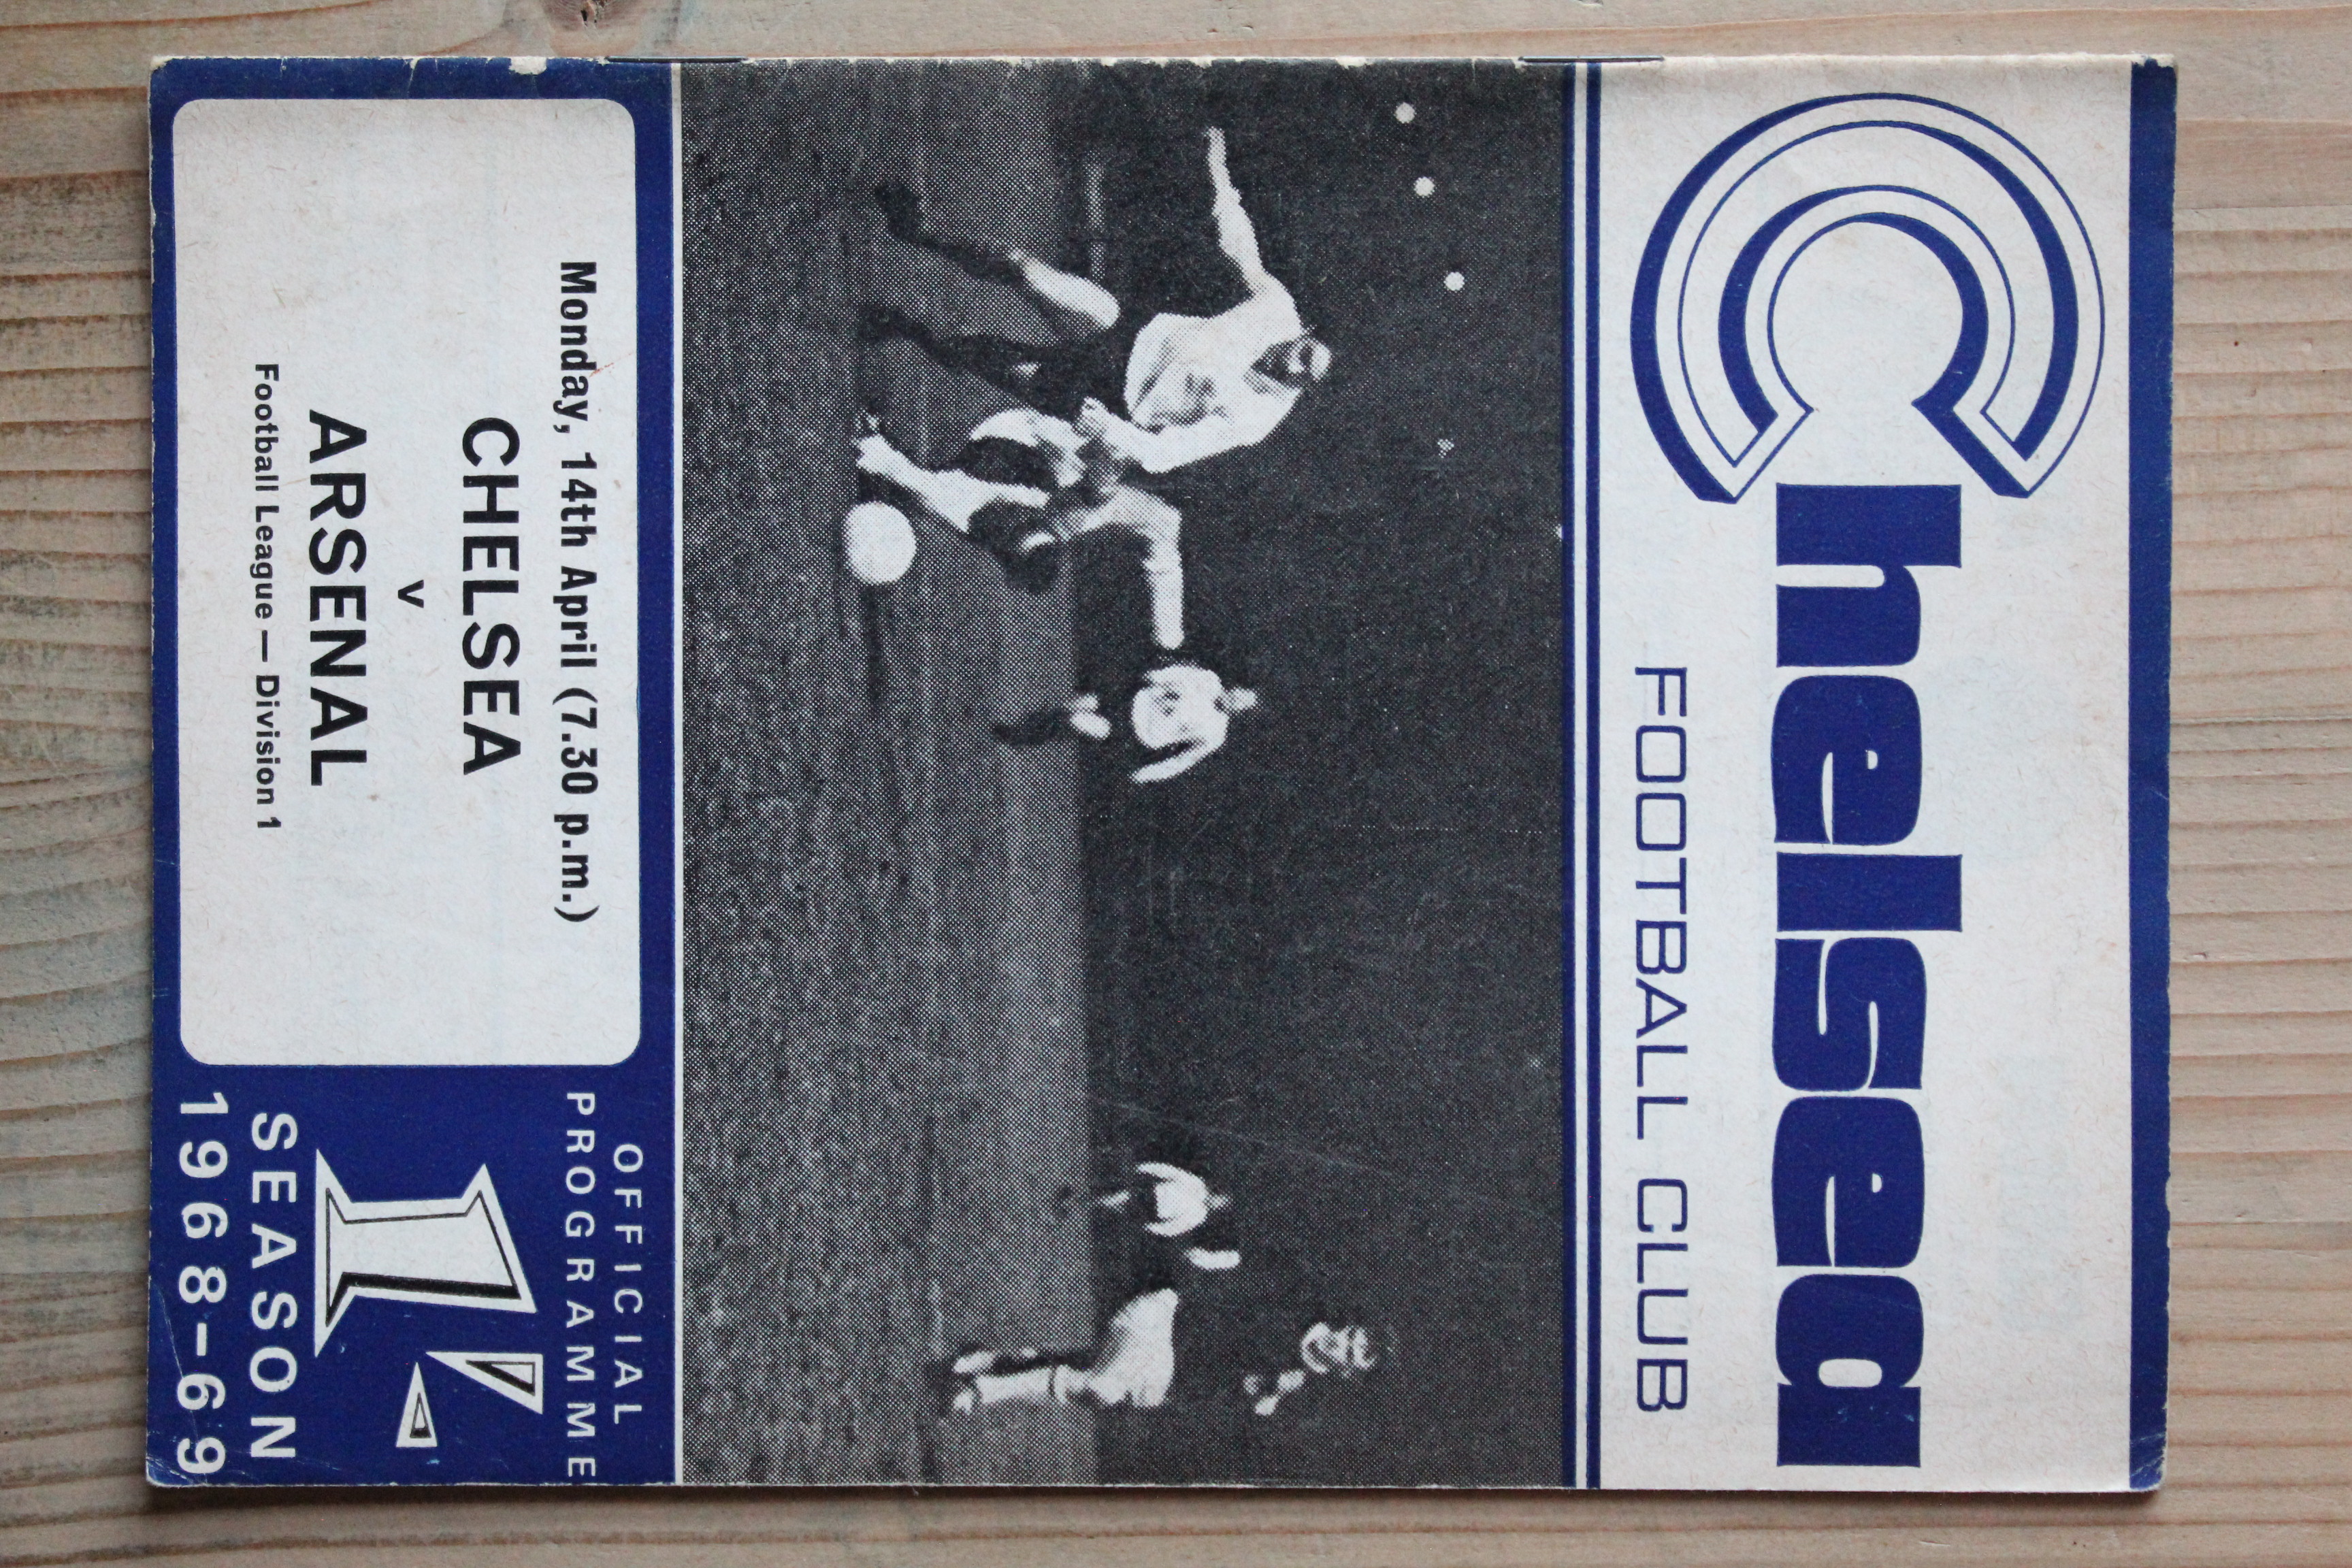 Chelsea
FOOTBALL CLUB
Monday, 14th April (7.30 p.m.)
CHELSEA
v
ARSENAL
Football League — Division 1
OFFICIAL
PROGRAMME
1/-
SEASON
1968-69